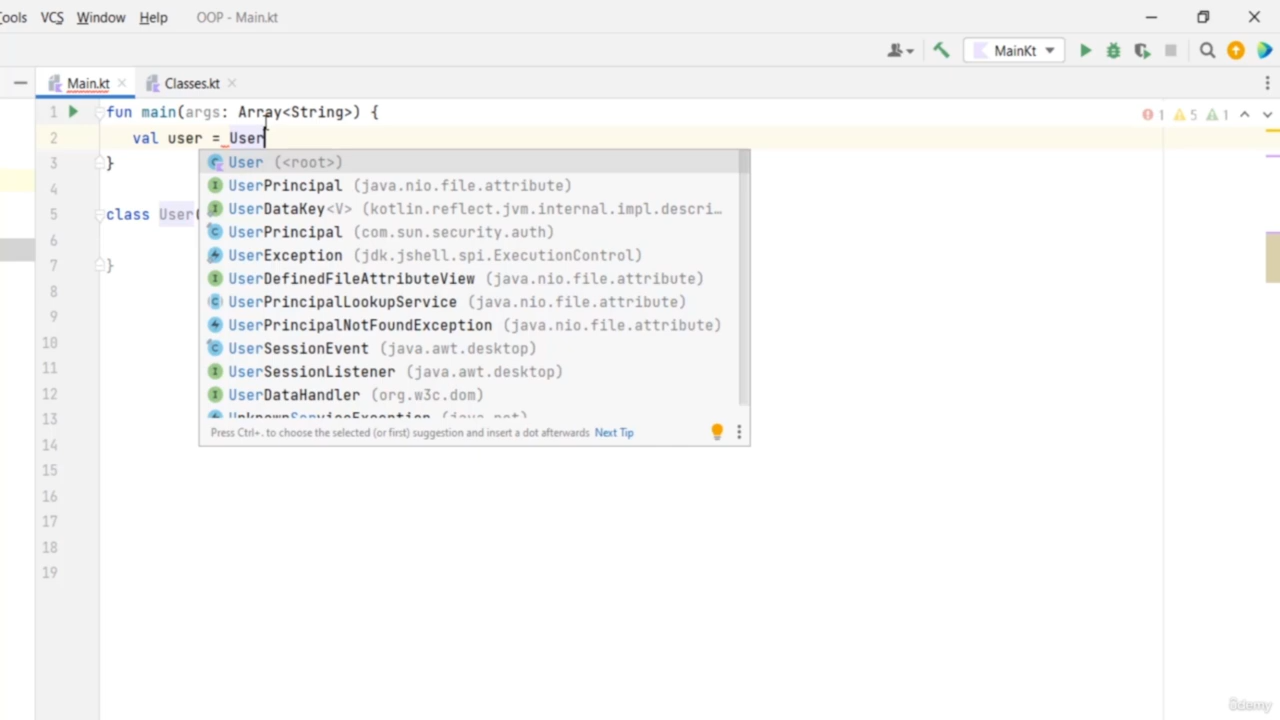 Tools VCS Window Help OOP - Main.kt
MainKt
Main.kt Classes.kt
1 fun main(args: Array<String>) { 1 5 1
2 val user = User
3 }
User (<root>)
4
UserPrincipal (java.nio.file.attribute)
5 class User(
UserDataKey<V> (kotlin.reflect.jvm.internal.impl.descri…
6
UserPrincipal (com.sun.security.auth)
7 }
UserException (jdk.jshell.spi.ExecutionControl)
8
UserDefinedFileAttributeView (java.nio.file.attribute)
9
UserPrincipalLookupService (java.nio.file.attribute)
10
UserPrincipalNotFoundException (java.nio.file.attribute)
11
UserSessionEvent (java.awt.desktop)
12
UserSessionListener (java.awt.desktop)
13
UserDataHandler (org.w3c.dom)
UnknownServiceException (java.net)
14
Press Ctrl+. to choose the selected (or first) suggestion and insert a dot afterwards Next Tip
15
16
17
18
19
ûdemy